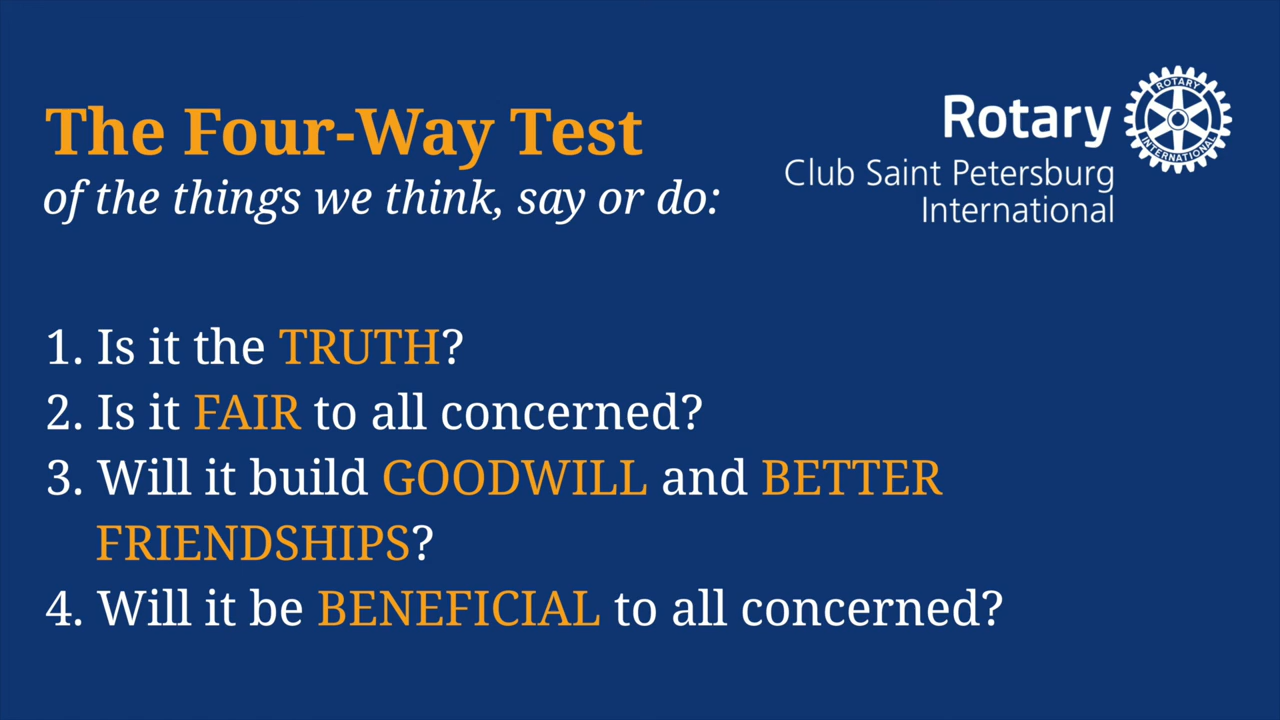 The Four-Way Test
of the things we think, say or do:
Rotary
ROTARY
INTERNATIONAL
Club Saint Petersburg
International
1. Is it the TRUTH?
2. Is it FAIR to all concerned?
3. Will it build GOODWILL and BETTER
FRIENDSHIPS?
4. Will it be BENEFICIAL to all concerned?